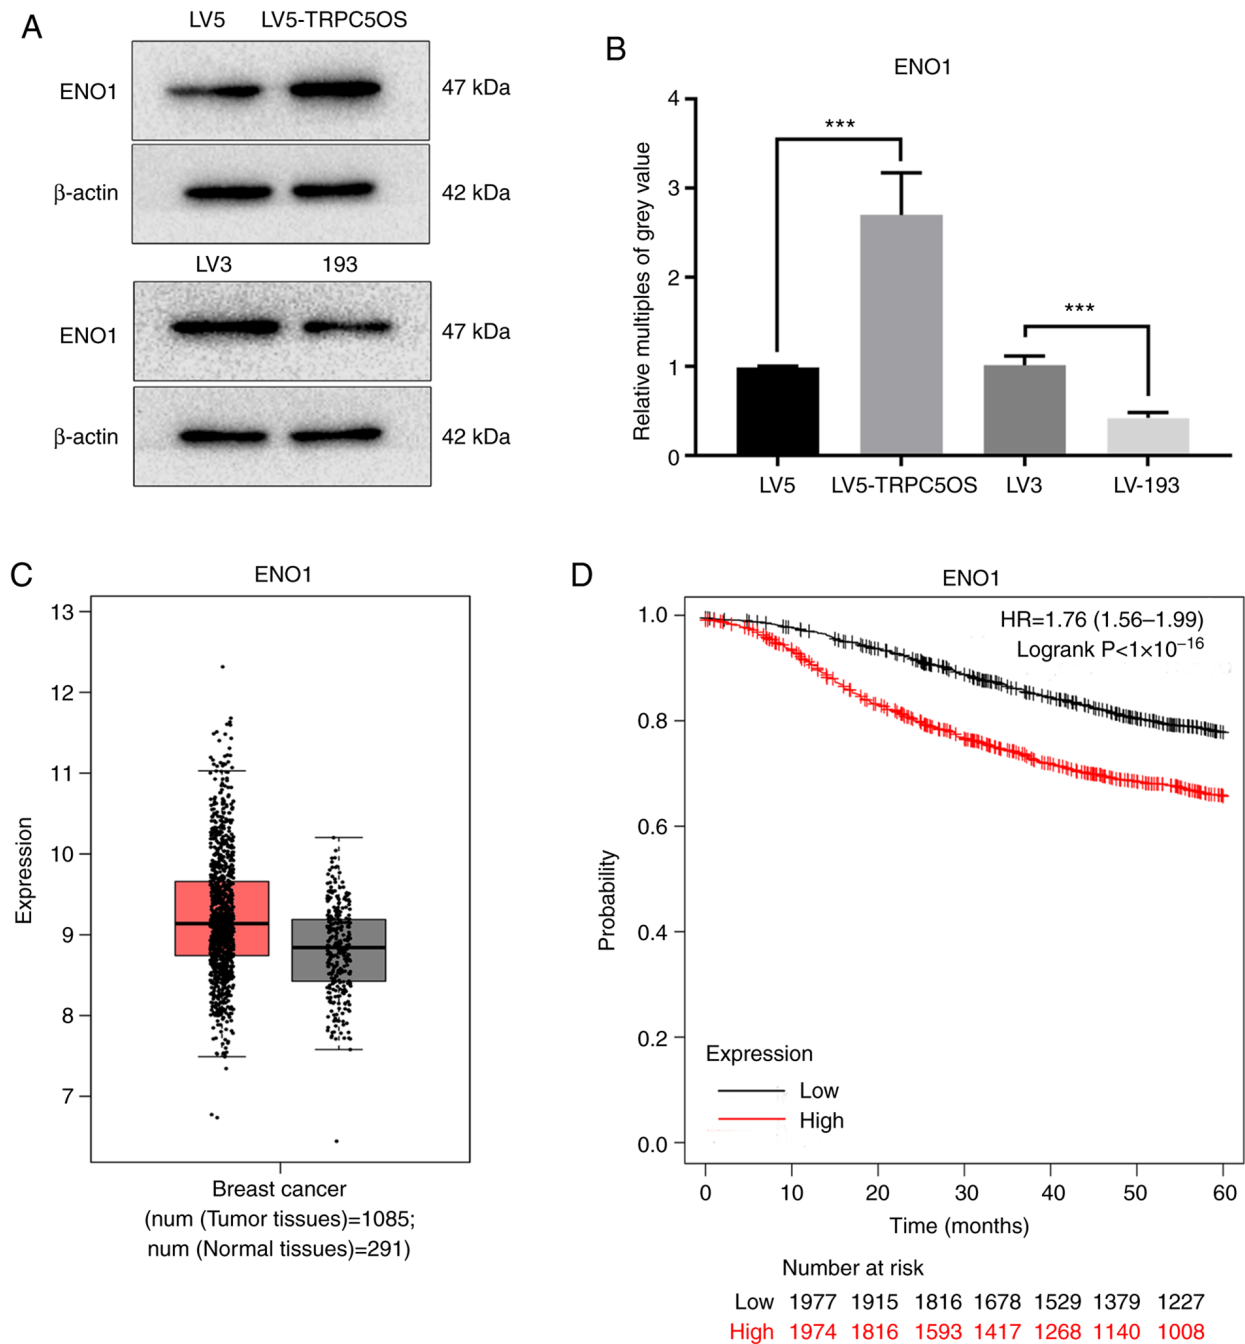 A
LV5 LV5-TRPC5OS
ENO1 47 kDa
β-actin 42 kDa
LV3 193
ENO1 47 kDa
β-actin 42 kDa
B
ENO1
Relative multiples of grey value
4
3
2
1
0
***
***
LV5 LV5-TRPC5OS LV3 LV-193
C
ENO1
Expression
13
12
11
10
9
8
7
Breast cancer
(num (Tumor tissues)=1085;
num (Normal tissues)=291)
D
ENO1
HR=1.76 (1.56–1.99)
Logrank P<1×10⁻¹⁶
Probability
1.0
0.8
0.6
0.4
0.2
0.0
Expression
Low
High
0 10 20 30 40 50 60
Time (months)
Number at risk
Low 1977 1915 1816 1678 1529 1379 1227
High 1974 1816 1593 1417 1268 1140 1008